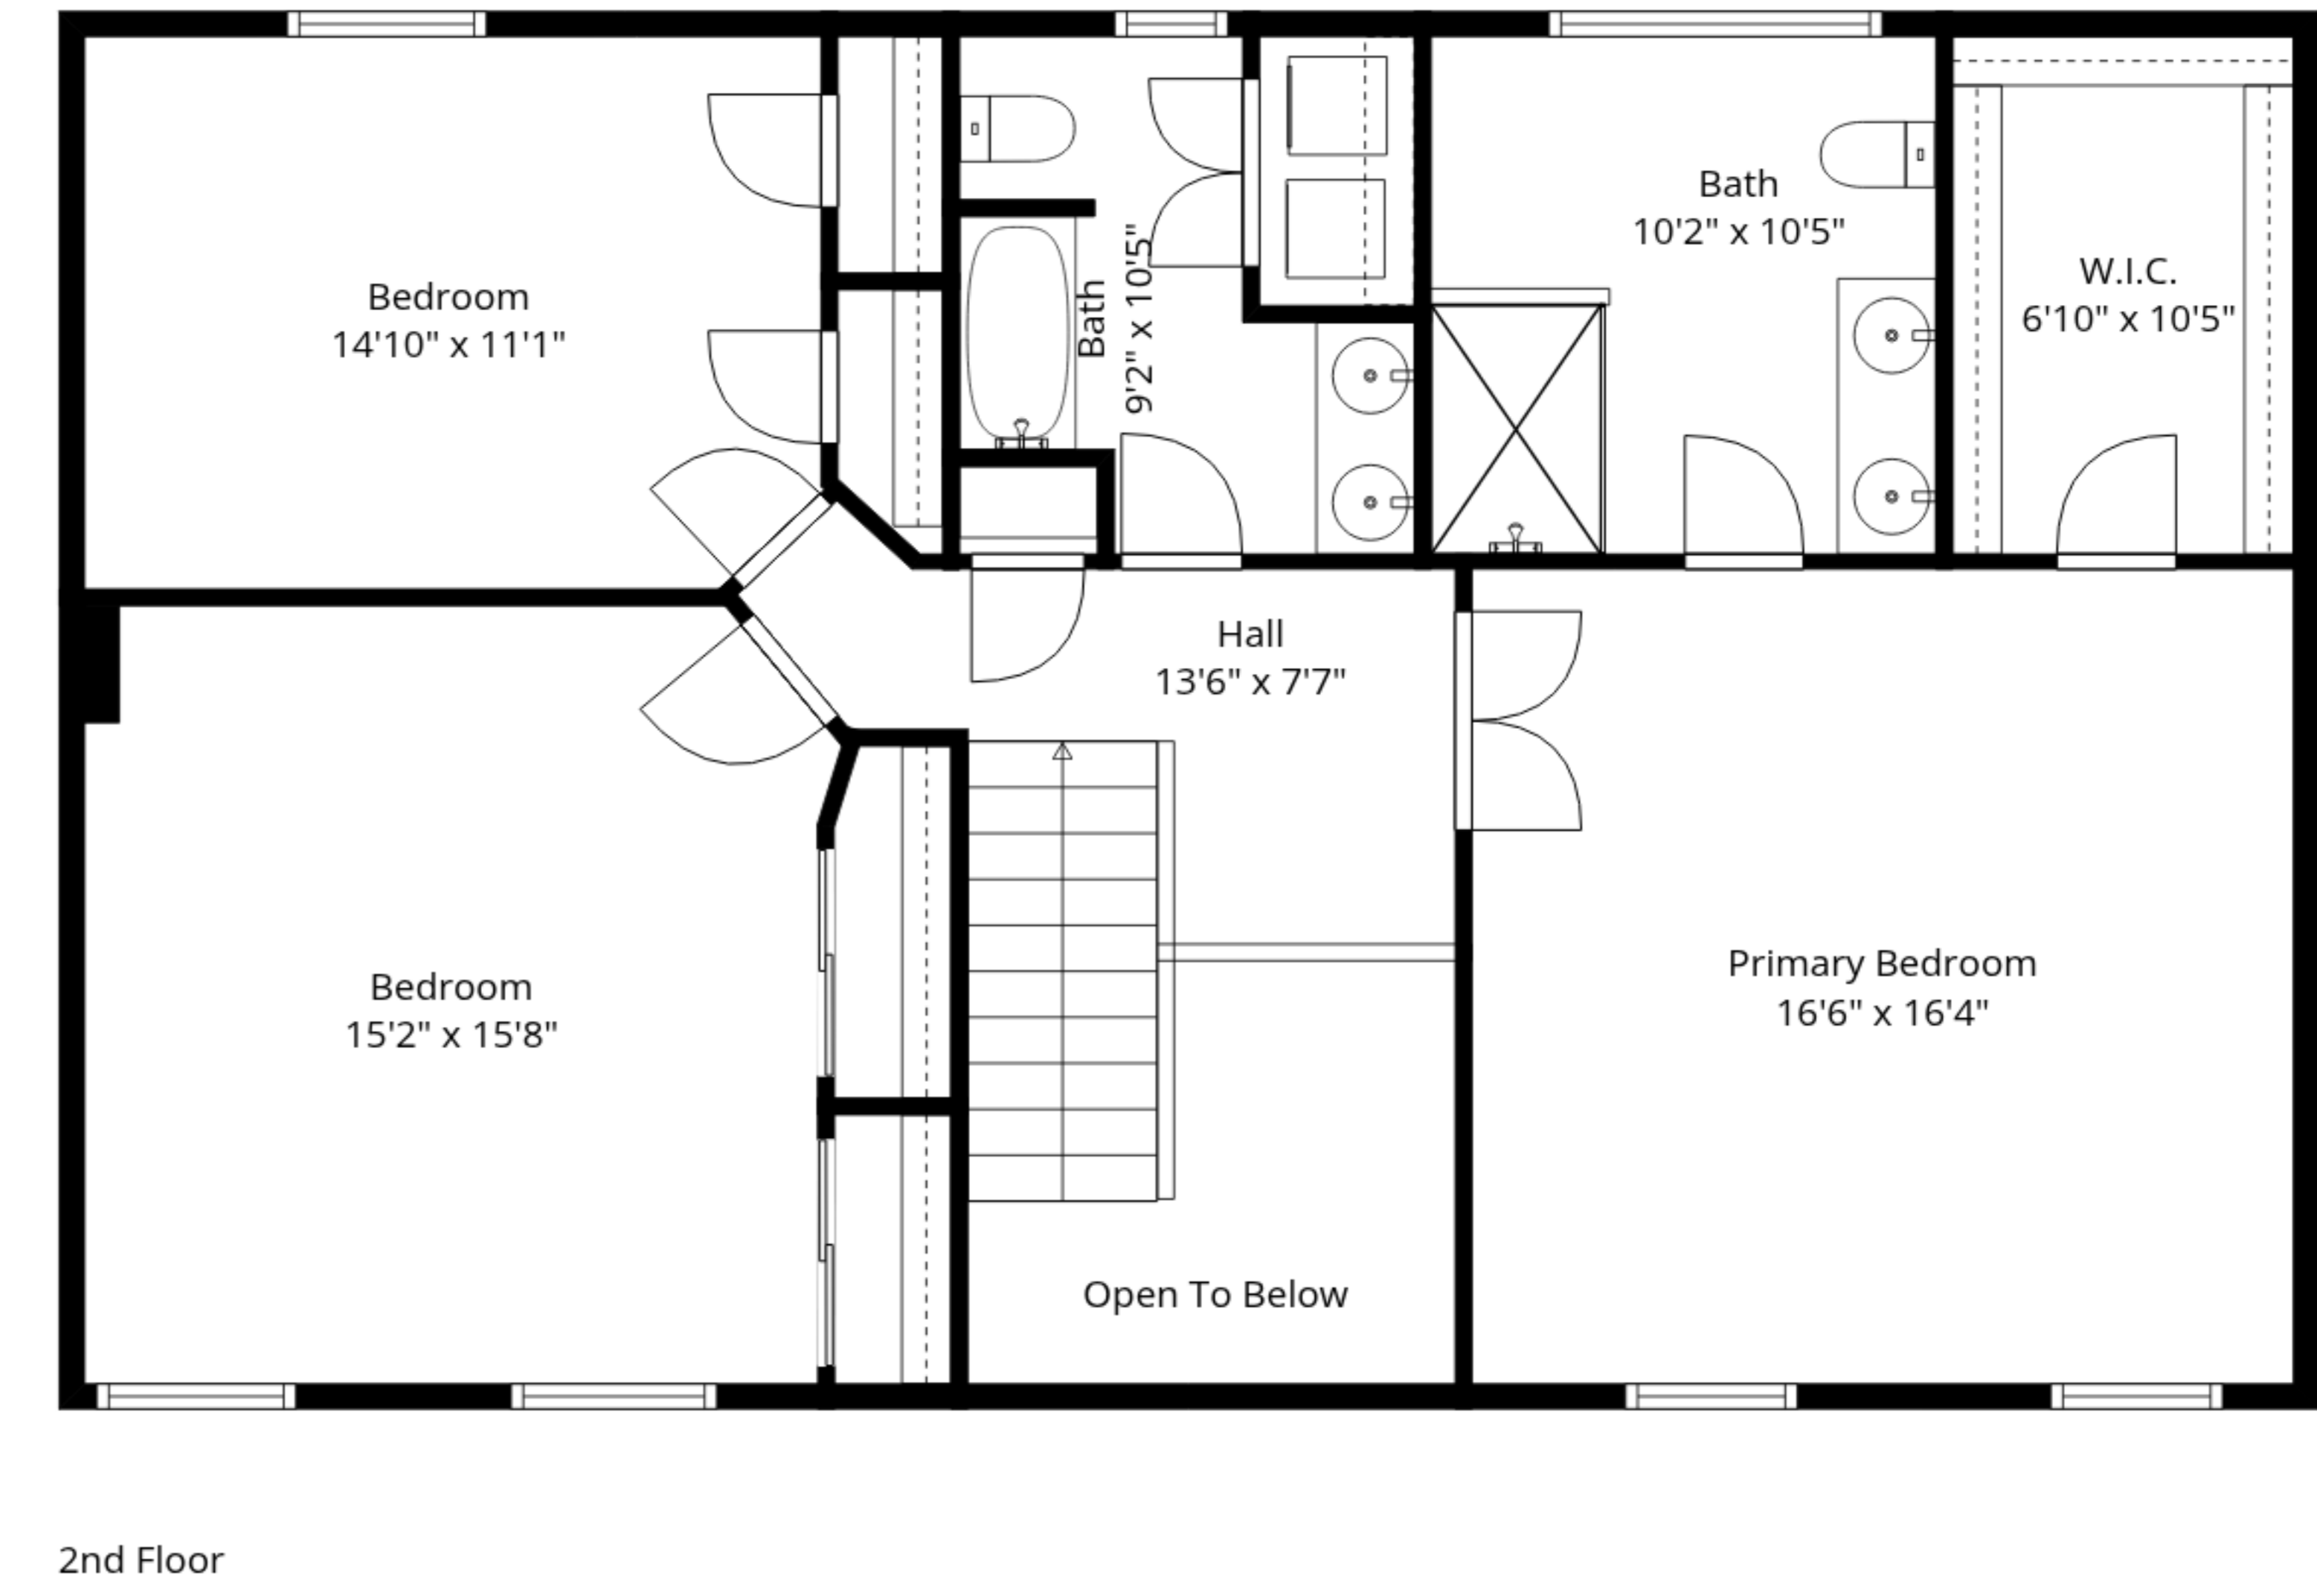 Bath
10'2" x 10'5"
W.I.C.
6'10" x 10'5"
Bedroom
14'10" x 11'1"
Bath
9'2" x 10'5"
Hall
13'6" x 7'7"
Primary Bedroom
16'6" x 16'4"
Bedroom
15'2" x 15'8"
Open To Below
2nd Floor